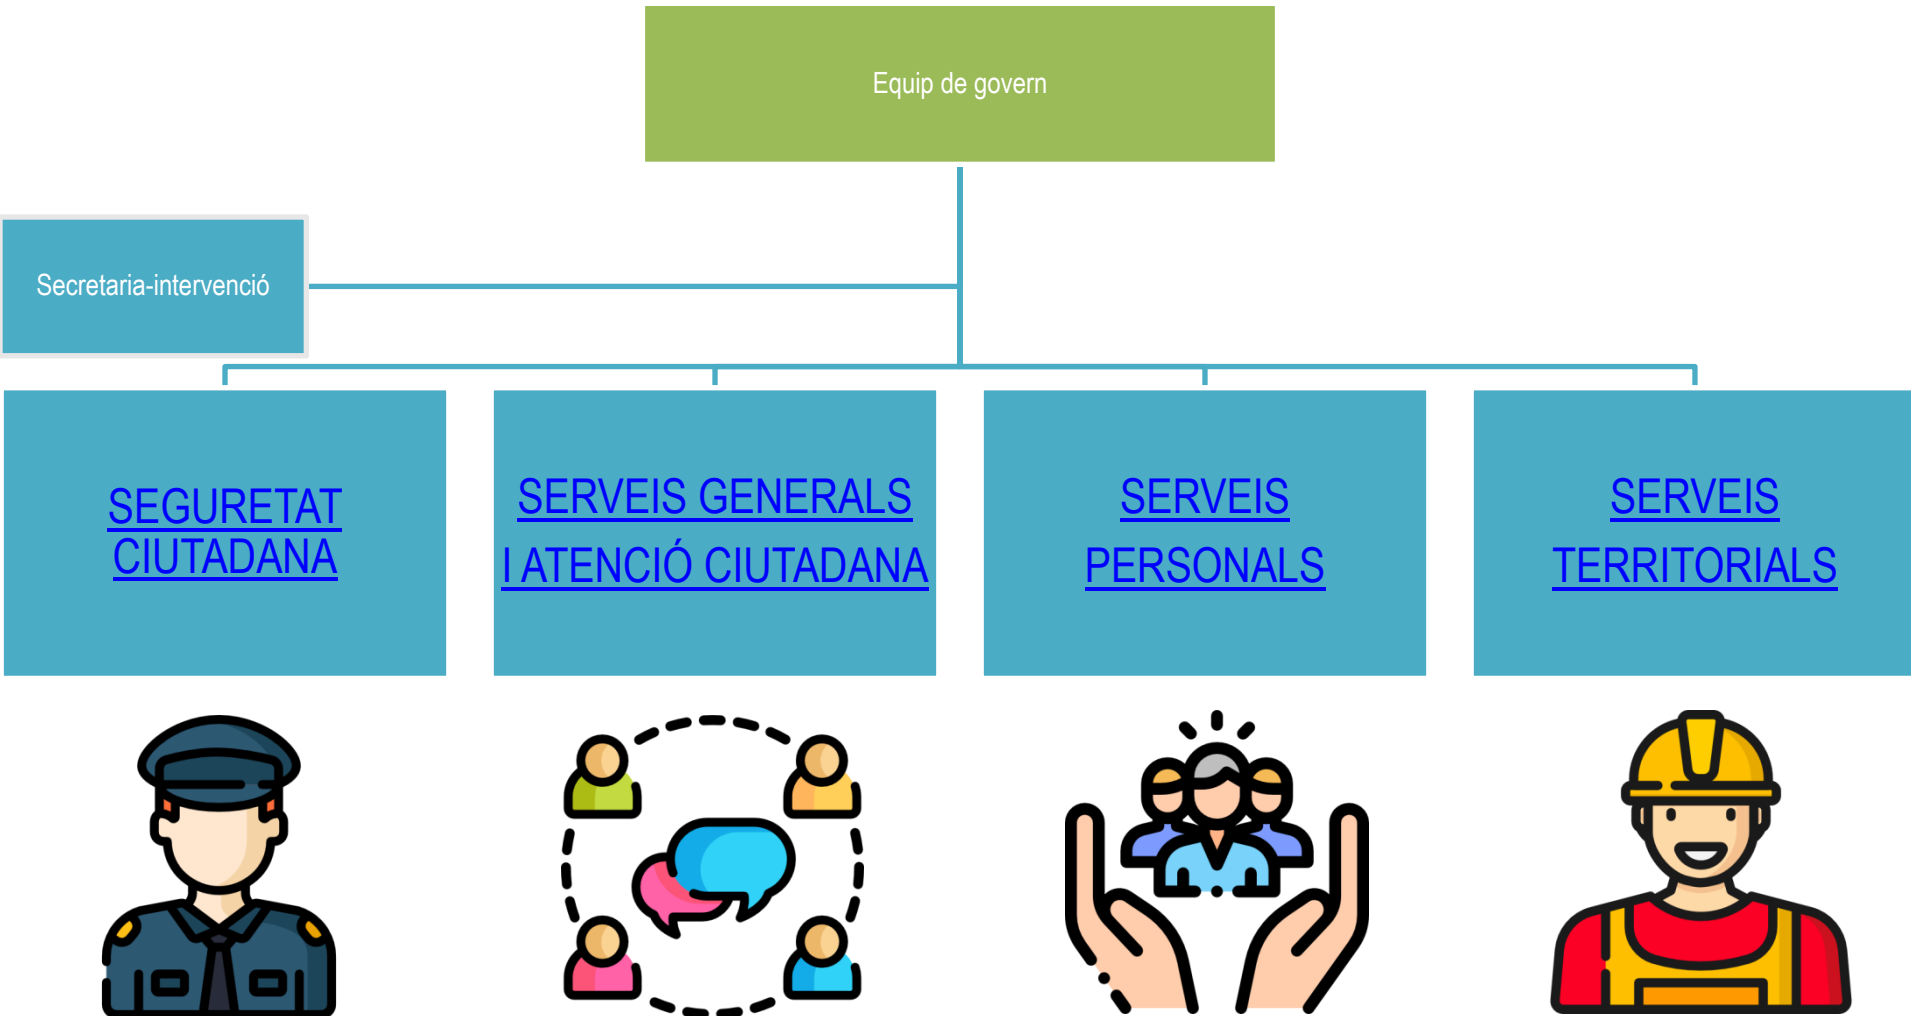 Equip de govern
Secretaria-intervenció
SEGURETAT
CIUTADANA
SERVEIS GENERALS
I ATENCIÓ CIUTADANA
SERVEIS
PERSONALS
SERVEIS
TERRITORIALS